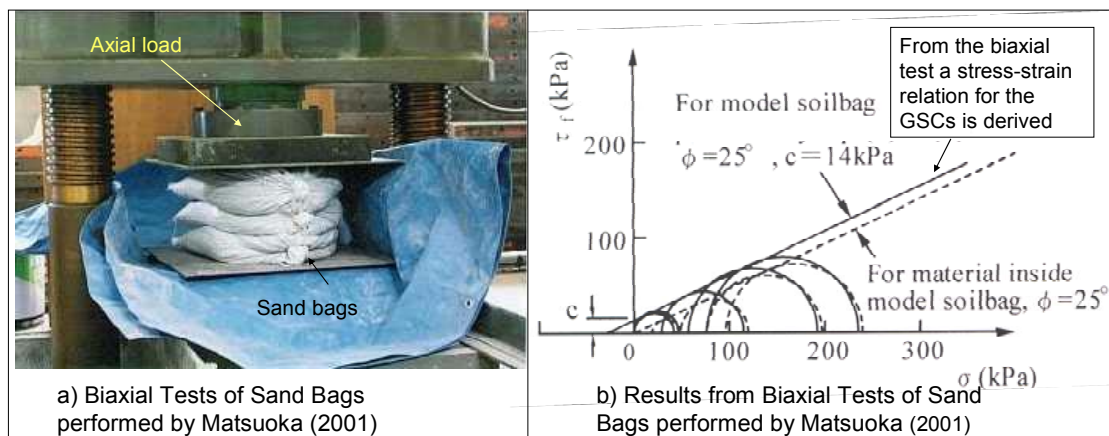 Axial load
Sand bags
a) Biaxial Tests of Sand Bags
performed by Matsuoka (2001)
From the biaxial
test a stress-strain
relation for the
GSCs is derived
τf (kPa)
For model soilbag
ϕ=25° , c=14kPa
200
100
For material inside
model soilbag, ϕ=25°
c
0
100
200
300
σ (kPa)
b) Results from Biaxial Tests of Sand
Bags performed by Matsuoka (2001)